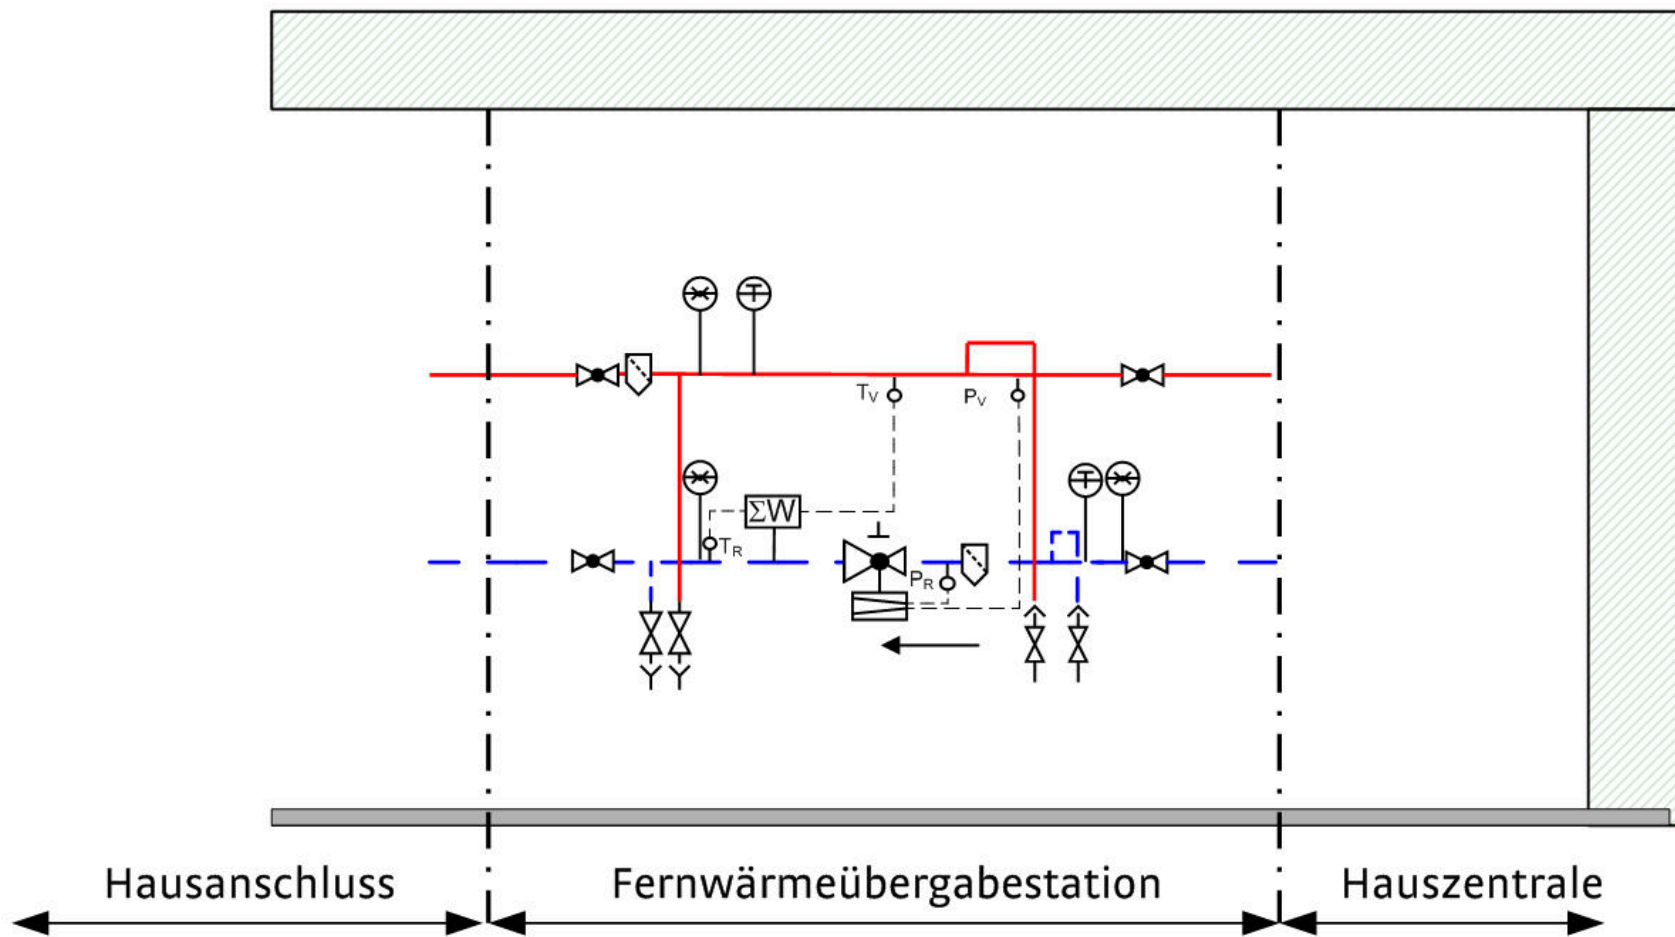 T
T_V
P_V
T
ΣW
T_R
P_R
Hausanschluss
Fernwärmeübergabestation
Hauszentrale